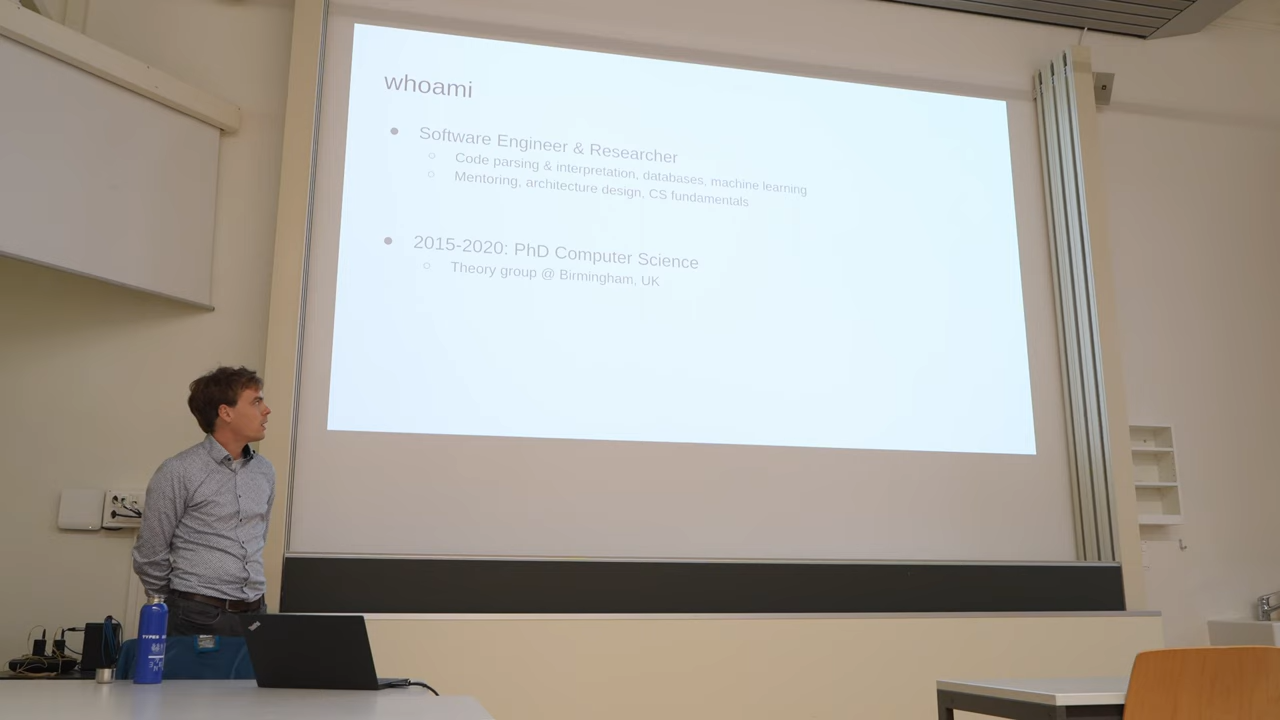 whoami
● Software Engineer & Researcher
○ Code parsing & interpretation, databases, machine learning
○ Mentoring, architecture design, CS fundamentals
● 2015-2020: PhD Computer Science
○ Theory group @ Birmingham, UK